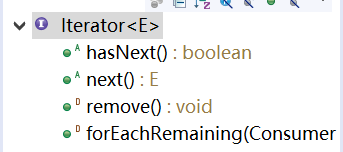 Iterator<E>
A hasNext() : boolean
A next() : E
D remove() : void
D forEachRemaining(Consumer